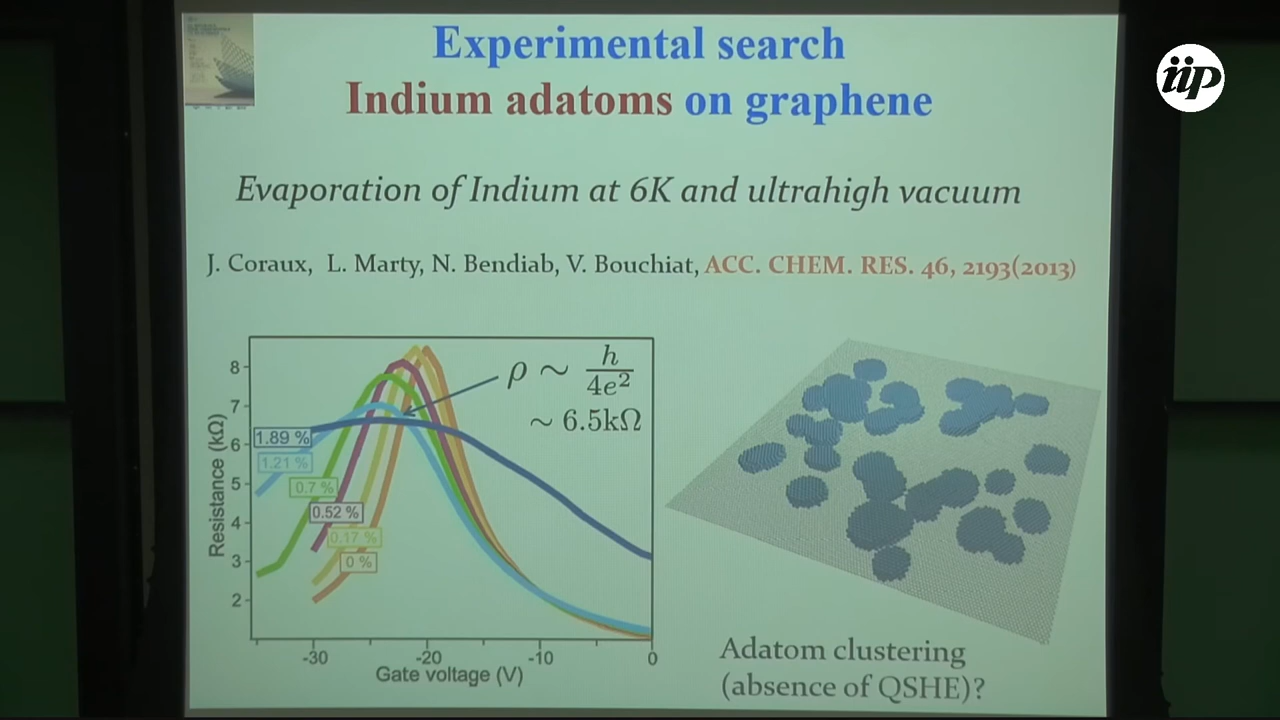 Experimental search
Indium adatoms on graphene
iip
Evaporation of Indium at 6K and ultrahigh vacuum
J. Coraux, L. Marty, N. Bendiab, V. Bouchiat, ACC. CHEM. RES. 46, 2193(2013)
8
7
6
5
4
3
2
Resistance (kΩ)
ρ ∼ h/4e²
∼ 6.5kΩ
1.89 %
1.21 %
0.7 %
0.52 %
0.17 %
0 %
-30 -20 -10 0
Gate voltage (V)
Adatom clustering
(absence of QSHE)?